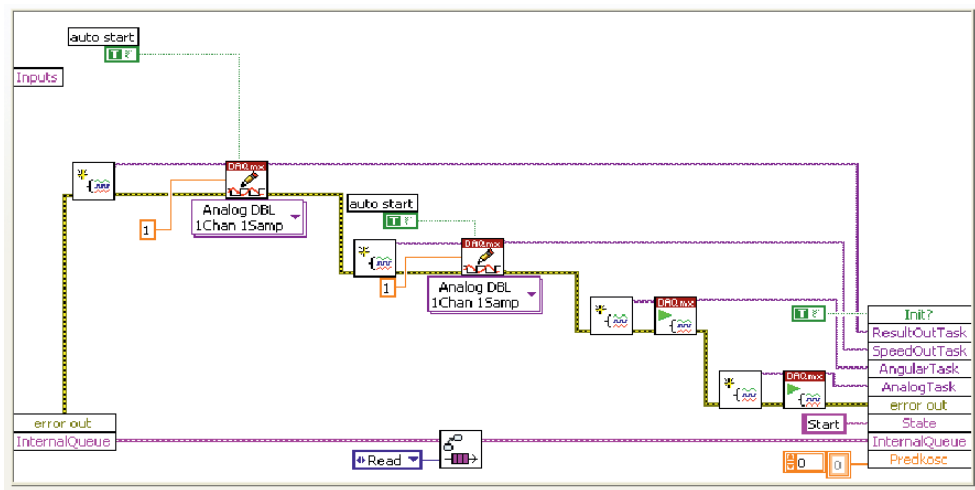 auto start
T
Inputs
DAQmx
Analog DBL
1Chan 1Samp
1
auto start
T
DAQmx
Analog DBL
1Chan 1Samp
1
DAQmx
T
Init?
ResultOutTask
SpeedOutTask
AngularTask
AnalogTask
DAQmx
error out
error out
Start
State
InternalQueue
InternalQueue
Read
0
0
Predkosc